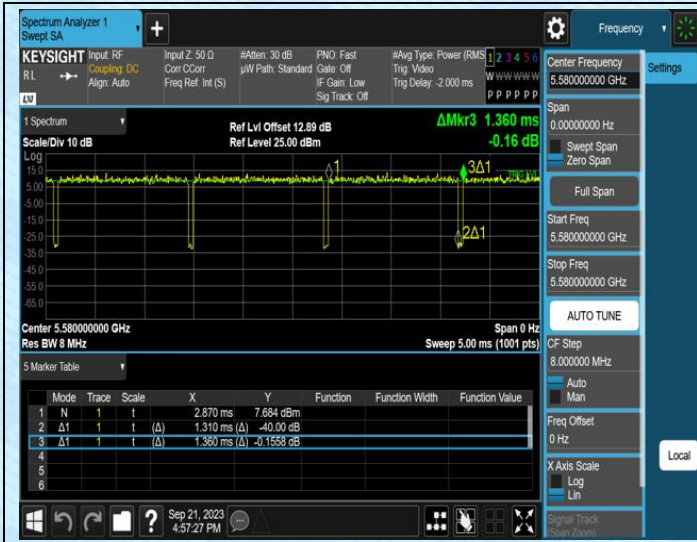 Spectrum Analyzer 1
Swept SA
Frequency
KEYSIGHT
RL
LXI
Input: RF
Coupling: DC
Align: Auto
Input Z: 50 Ω
Corr CCorr
Freq Ref: Int (S)
#Atten: 30 dB
µW Path: Standard
PNO: Fast
Gate: Off
IF Gain: Low
Sig Track: Off
#Avg Type: Power (RMS
Trig: Video
Trig Delay: -2.000 ms
1 2 3 4 5 6
W W W W W W
P P P P P P
1 Spectrum
Scale/Div 10 dB
Log
Ref Lvl Offset 12.89 dB
Ref Level 25.00 dBm
ΔMkr3 1.360 ms
-0.16 dB
15.0
5.00
-5.00
-15.0
-25.0
-35.0
-45.0
-55.0
-65.0
1
3Δ1
2Δ1
Center 5.580000000 GHz
Res BW 8 MHz
Span 0 Hz
Sweep 5.00 ms (1001 pts)
5 Marker Table
Mode Trace Scale X Y Function Function Width Function Value
1 N 1 t 2.870 ms 7.684 dBm
2 Δ1 1 t (Δ) 1.310 ms (Δ) -40.00 dB
3 Δ1 1 t (Δ) 1.360 ms (Δ) -0.1558 dB
4
5
6
Sep 21, 2023
4:57:27 PM
Center Frequency
5.580000000 GHz
Span
0.00000000 Hz
Swept Span
Zero Span
Full Span
Start Freq
5.580000000 GHz
Stop Freq
5.580000000 GHz
AUTO TUNE
CF Step
8.000000 MHz
Auto
Man
Freq Offset
0 Hz
X Axis Scale
Log
Lin
Signal Track
(Span Zoom)
Settings
Local